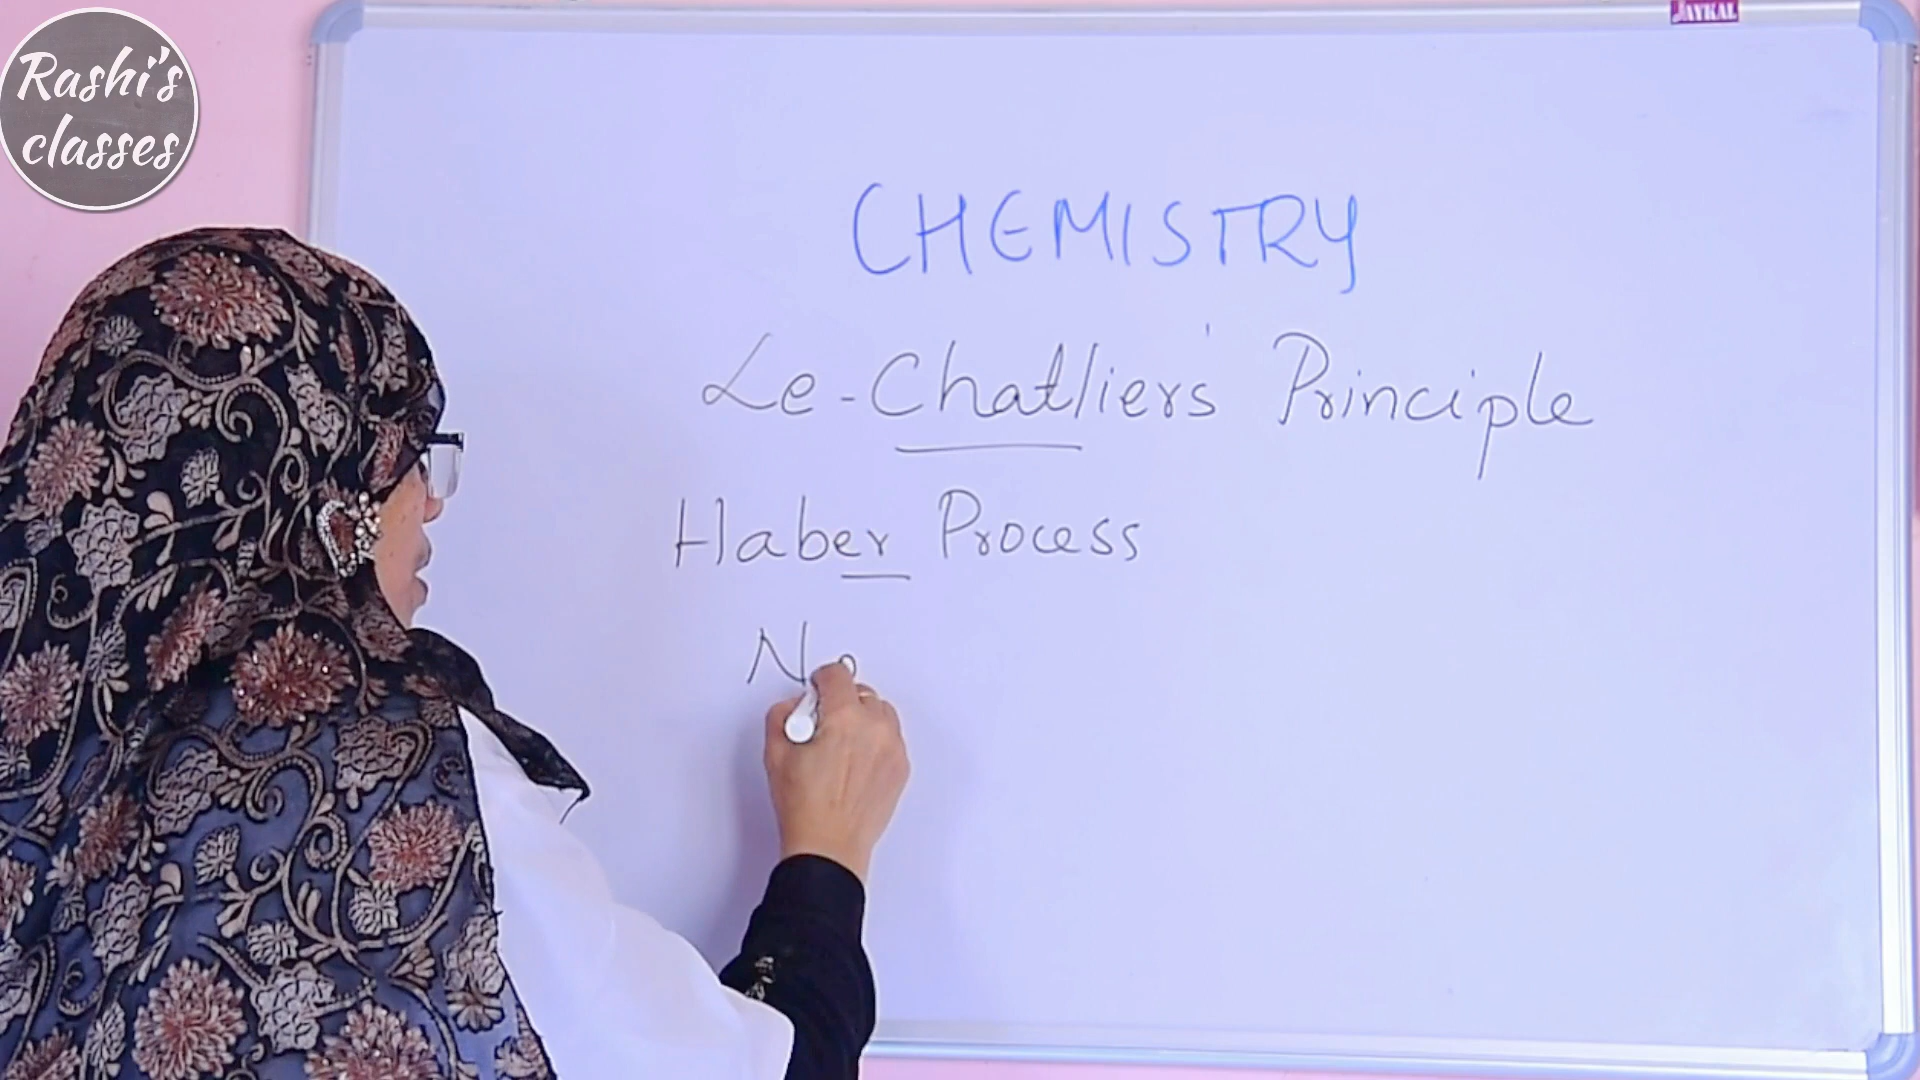 Rashi's
classes
JAYKAL
CHEMISTRY
Le-Chatliers' Principle
Haber Process
N